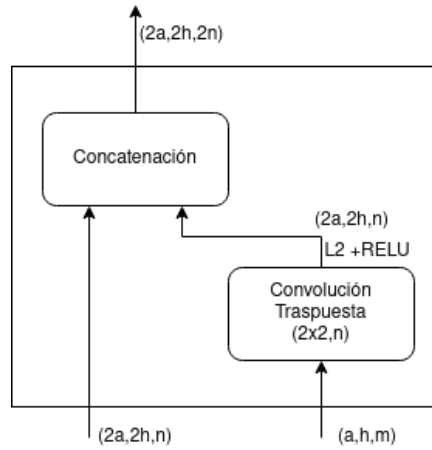 (2a,2h,2n)
Concatenación
(2a,2h,n)
L2 +RELU
Convolución
Traspuesta
(2x2,n)
(2a,2h,n)
(a,h,m)